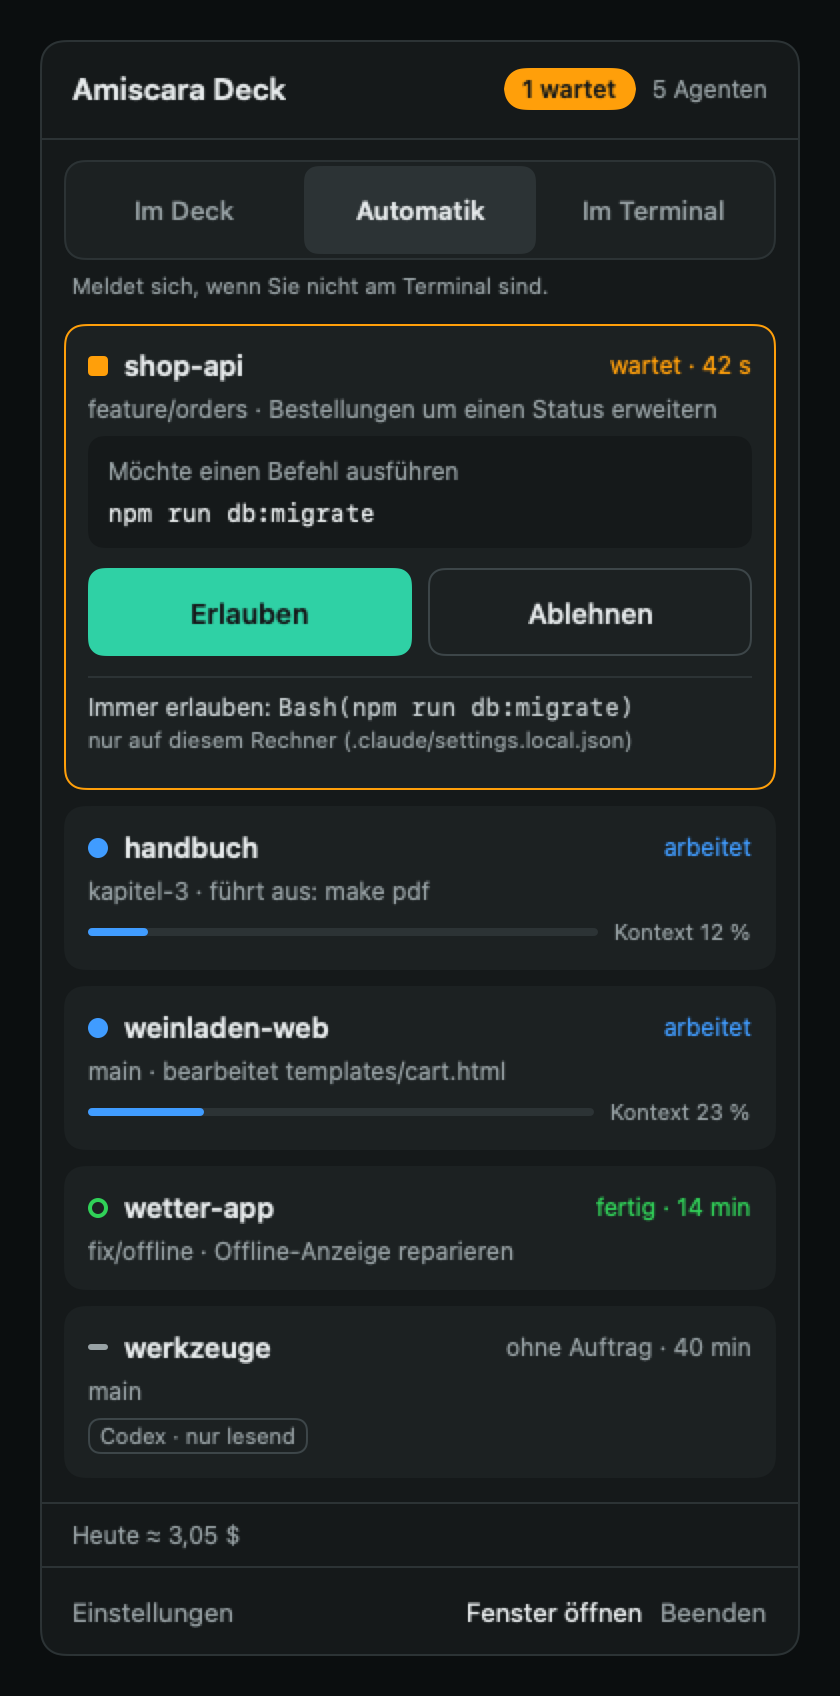 Amiscara Deck
1 wartet
5 Agenten
Im Deck
Automatik
Im Terminal
Meldet sich, wenn Sie nicht am Terminal sind.
shop-api
wartet · 42 s
feature/orders · Bestellungen um einen Status erweitern
Möchte einen Befehl ausführen
npm run db:migrate
Erlauben
Ablehnen
Immer erlauben: Bash(npm run db:migrate)
nur auf diesem Rechner (.claude/settings.local.json)
handbuch
arbeitet
kapitel-3 · führt aus: make pdf
Kontext 12 %
weinladen-web
arbeitet
main · bearbeitet templates/cart.html
Kontext 23 %
wetter-app
fertig · 14 min
fix/offline · Offline-Anzeige reparieren
werkzeuge
ohne Auftrag · 40 min
main
Codex · nur lesend
Heute ≈ 3,05 $
Einstellungen
Fenster öffnen
Beenden